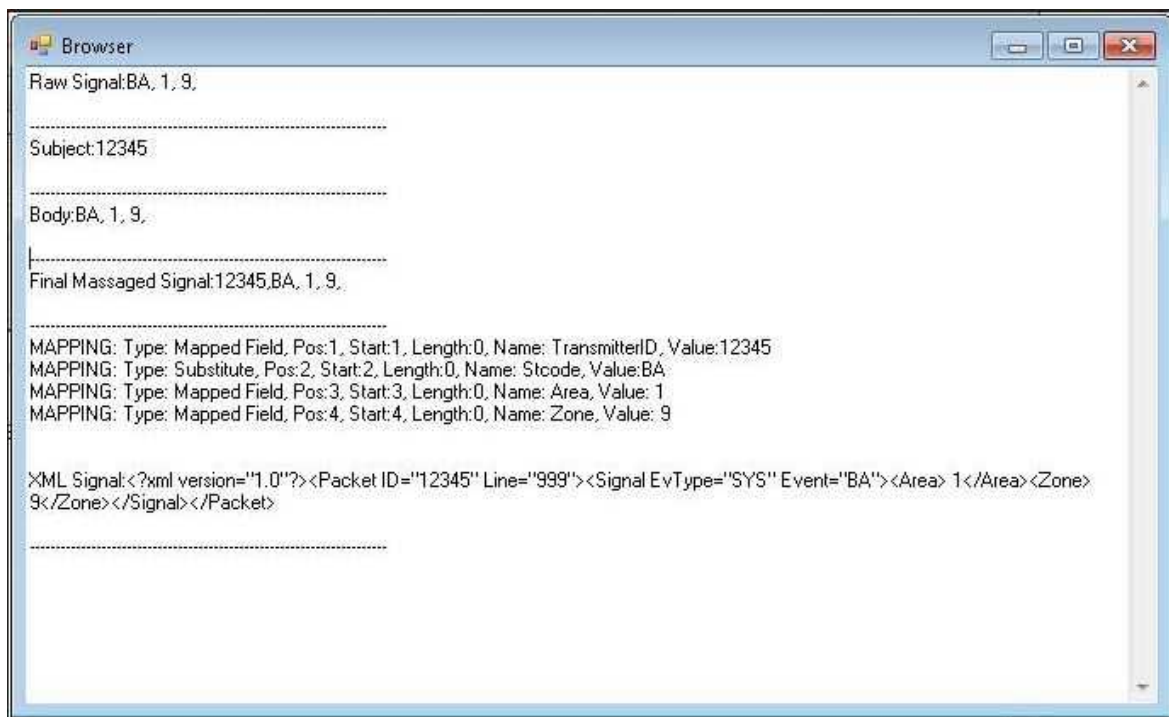 Browser
Raw Signal:BA, 1, 9,
--------------------------------------------------------------------
Subject:12345
--------------------------------------------------------------------
Body:BA, 1, 9,
--------------------------------------------------------------------
Final Massaged Signal:12345,BA, 1, 9,
--------------------------------------------------------------------
MAPPING: Type: Mapped Field, Pos:1, Start:1, Length:0, Name: TransmitterID, Value:12345
MAPPING: Type: Substitute, Pos:2, Start:2, Length:0, Name: Stcode, Value:BA
MAPPING: Type: Mapped Field, Pos:3, Start:3, Length:0, Name: Area, Value: 1
MAPPING: Type: Mapped Field, Pos:4, Start:4, Length:0, Name: Zone, Value: 9
XML Signal:<?xml version="1.0"?><Packet ID="12345" Line="999"><Signal EvType="SYS" Event="BA"><Area> 1</Area><Zone>
9</Zone></Signal></Packet>
--------------------------------------------------------------------